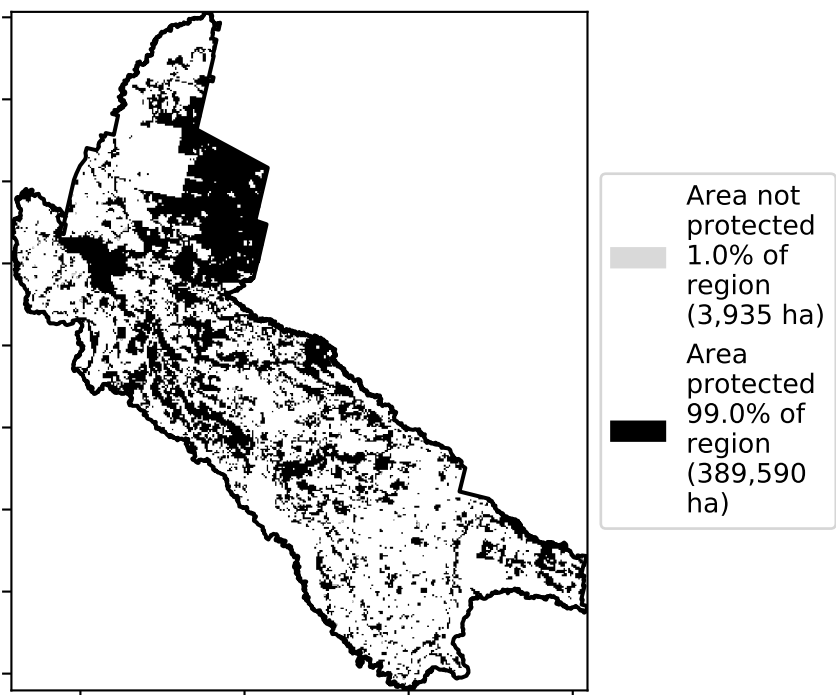 Area not
protected
1.0% of
region
(3,935 ha)
Area
protected
99.0% of
region
(389,590
ha)